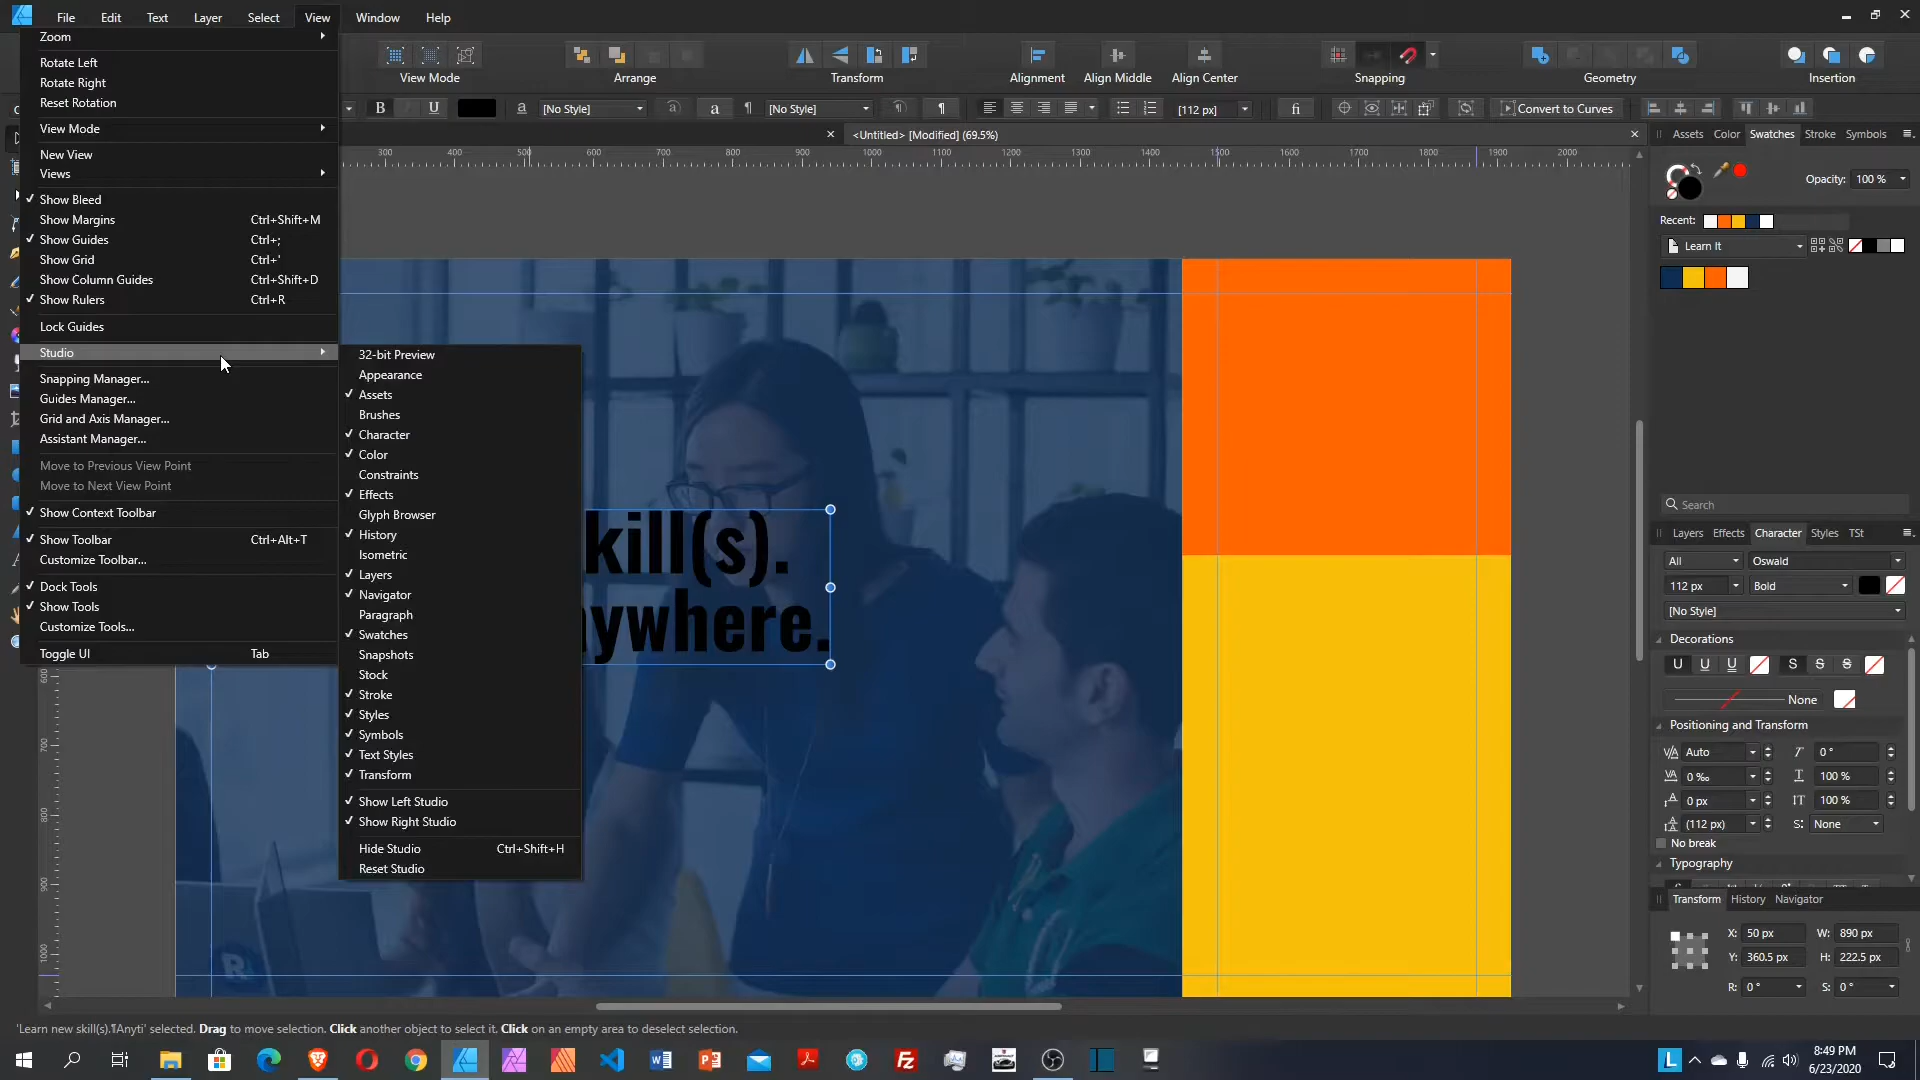 File Edit Text Layer Select View Window Help
Zoom
Rotate Left
Rotate Right
Reset Rotation
View Mode
New View
Views
Show Bleed
Show Margins Ctrl+Shift+M
Show Guides Ctrl+;
Show Grid Ctrl+'
Show Column Guides Ctrl+Shift+D
Show Rulers Ctrl+R
Lock Guides
Studio
Snapping Manager...
Guides Manager...
Grid and Axis Manager...
Assistant Manager...
Move to Previous View Point
Move to Next View Point
Show Context Toolbar
Show Toolbar Ctrl+Alt+T
Customize Toolbar...
Dock Tools
Show Tools
Customize Tools...
Toggle UI Tab
32-bit Preview
Appearance
Assets
Brushes
Character
Color
Constraints
Effects
Glyph Browser
History
Isometric
Layers
Navigator
Paragraph
Swatches
Snapshots
Stock
Stroke
Styles
Symbols
Text Styles
Transform
Show Left Studio
Show Right Studio
Hide Studio Ctrl+Shift+H
Reset Studio
View Mode Arrange Transform Alignment Align Middle Align Center Snapping Geometry Insertion
B U a [No Style] a a ¶ [No Style] ¶ ¶ [112 px] fi Convert to Curves
<Untitled> [Modified] (69.5%)
300 400 500 600 700 800 900 1000 1100 1200 1300 1400 1500 1600 1700 1800 1900 2000
600
700
800
900
1000
kill(s).
ywhere.
R
Assets Color Swatches Stroke Symbols
Opacity: 100 %
Recent:
Learn It
Search
Layers Effects Character Styles TSt
All Oswald
112 px Bold
[No Style]
Decorations
U U U S S S
None
Positioning and Transform
V/A Auto I 0 °
VA 0 ‰ T 100 %
A 0 px IT 100 %
A (112 px) S: None
No break
Typography
Transform History Navigator
X: 50 px W: 890 px
Y: 360.5 px H: 222.5 px
R: 0 ° S: 0 °
'Learn new skill(s).¶Anyti' selected. Drag to move selection. Click another object to select it. Click on an empty area to deselect selection.
L 8:49 PM
6/23/2020